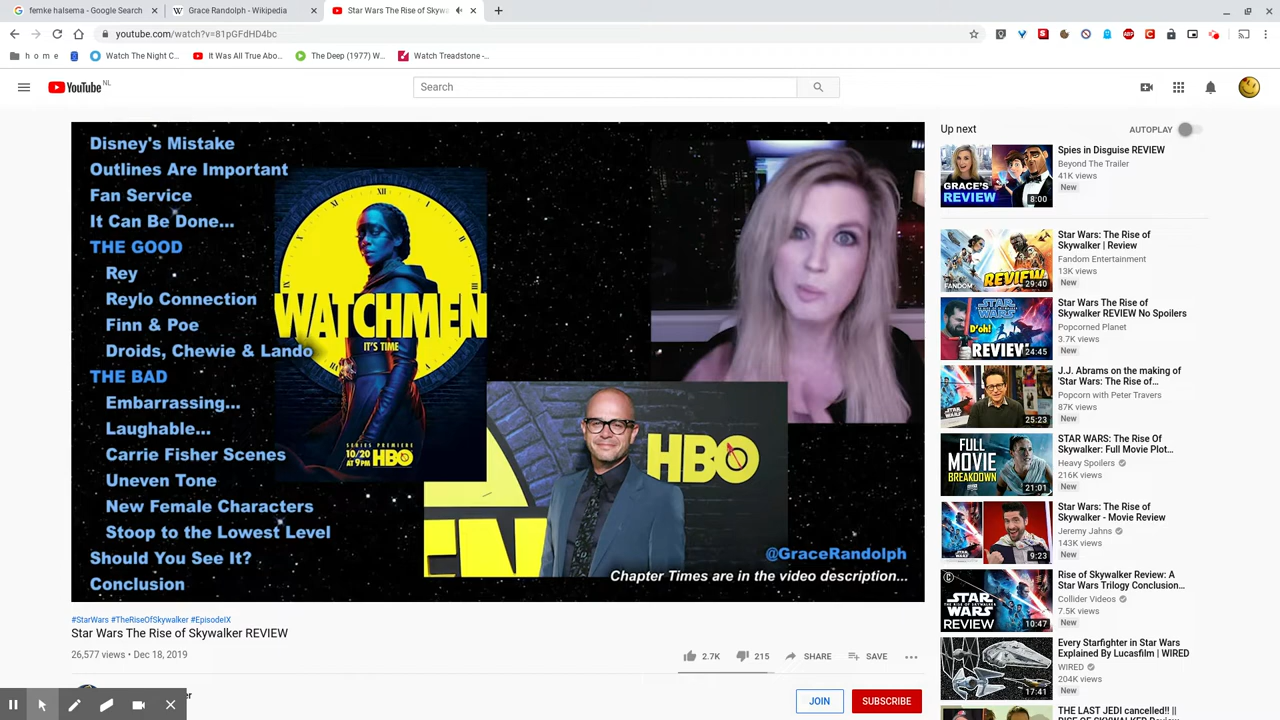 femke halsema - Google Search
Grace Randolph - Wikipedia
Star Wars The Rise of Skyw
youtube.com/watch?v=81pGFdHD4bc
h o m e
Watch The Night C...
It Was All True Abo...
The Deep (1977) W...
Watch Treadstone -...
YouTube NL
Search
Disney's Mistake
Outlines Are Important
Fan Service
It Can Be Done...
THE GOOD
Rey
Reylo Connection
Finn & Poe
Droids, Chewie & Lando
THE BAD
Embarrassing...
Laughable...
Carrie Fisher Scenes
Uneven Tone
New Female Characters
Stoop to the Lowest Level
Should You See It?
Conclusion
XII
WATCHMEN
IT'S TIME
SERIES PREMIERE
10/20
AT 9PM HBO
HBO
EN
@GraceRandolph
Chapter Times are in the video description...
#StarWars #TheRiseOfSkywalker #EpisodeIX
Star Wars The Rise of Skywalker REVIEW
26,577 views • Dec 18, 2019
2.7K
215
SHARE
SAVE
JOIN
SUBSCRIBE
Up next
AUTOPLAY
GRACE'S
REVIEW
8:00
Spies in Disguise REVIEW
Beyond The Trailer
41K views
New
REVIEW
FANDOM
29:40
Star Wars: The Rise of
Skywalker | Review
Fandom Entertainment
13K views
New
STAR WARS
D'oh!
REVIEW
24:45
Star Wars The Rise of
Skywalker REVIEW No Spoilers
Popcorned Planet
3.7K views
New
25:23
J.J. Abrams on the making of
'Star Wars: The Rise of...
Popcorn with Peter Travers
87K views
New
FULL
MOVIE
BREAKDOWN
21:01
STAR WARS: The Rise Of
Skywalker: Full Movie Plot...
Heavy Spoilers
216K views
New
9:23
Star Wars: The Rise of
Skywalker - Movie Review
Jeremy Jahns
143K views
New
STAR
WARS
REVIEW
10:47
Rise of Skywalker Review: A
Star Wars Trilogy Conclusion...
Collider Videos
7.5K views
New
17:41
Every Starfighter in Star Wars
Explained By Lucasfilm | WIRED
WIRED
204K views
New
THE LAST JEDI cancelled!! ||